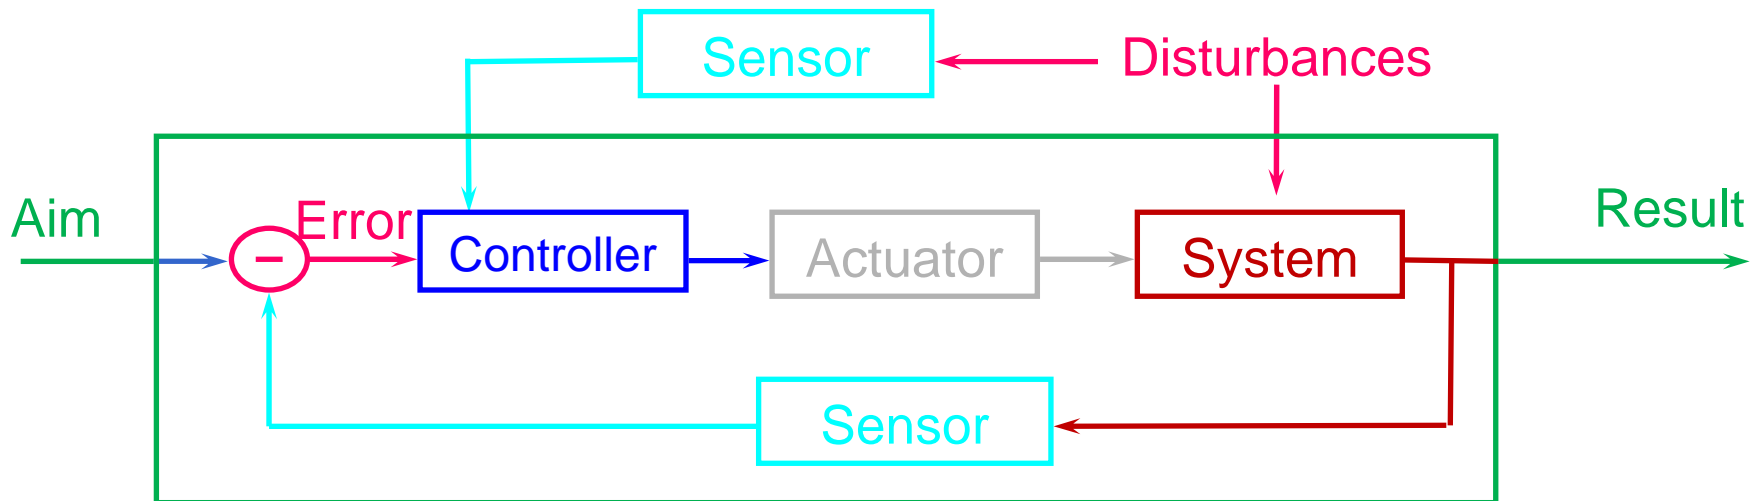 Sensor
Disturbances
Aim
Error
Result
-
Controller
Actuator
System
Sensor